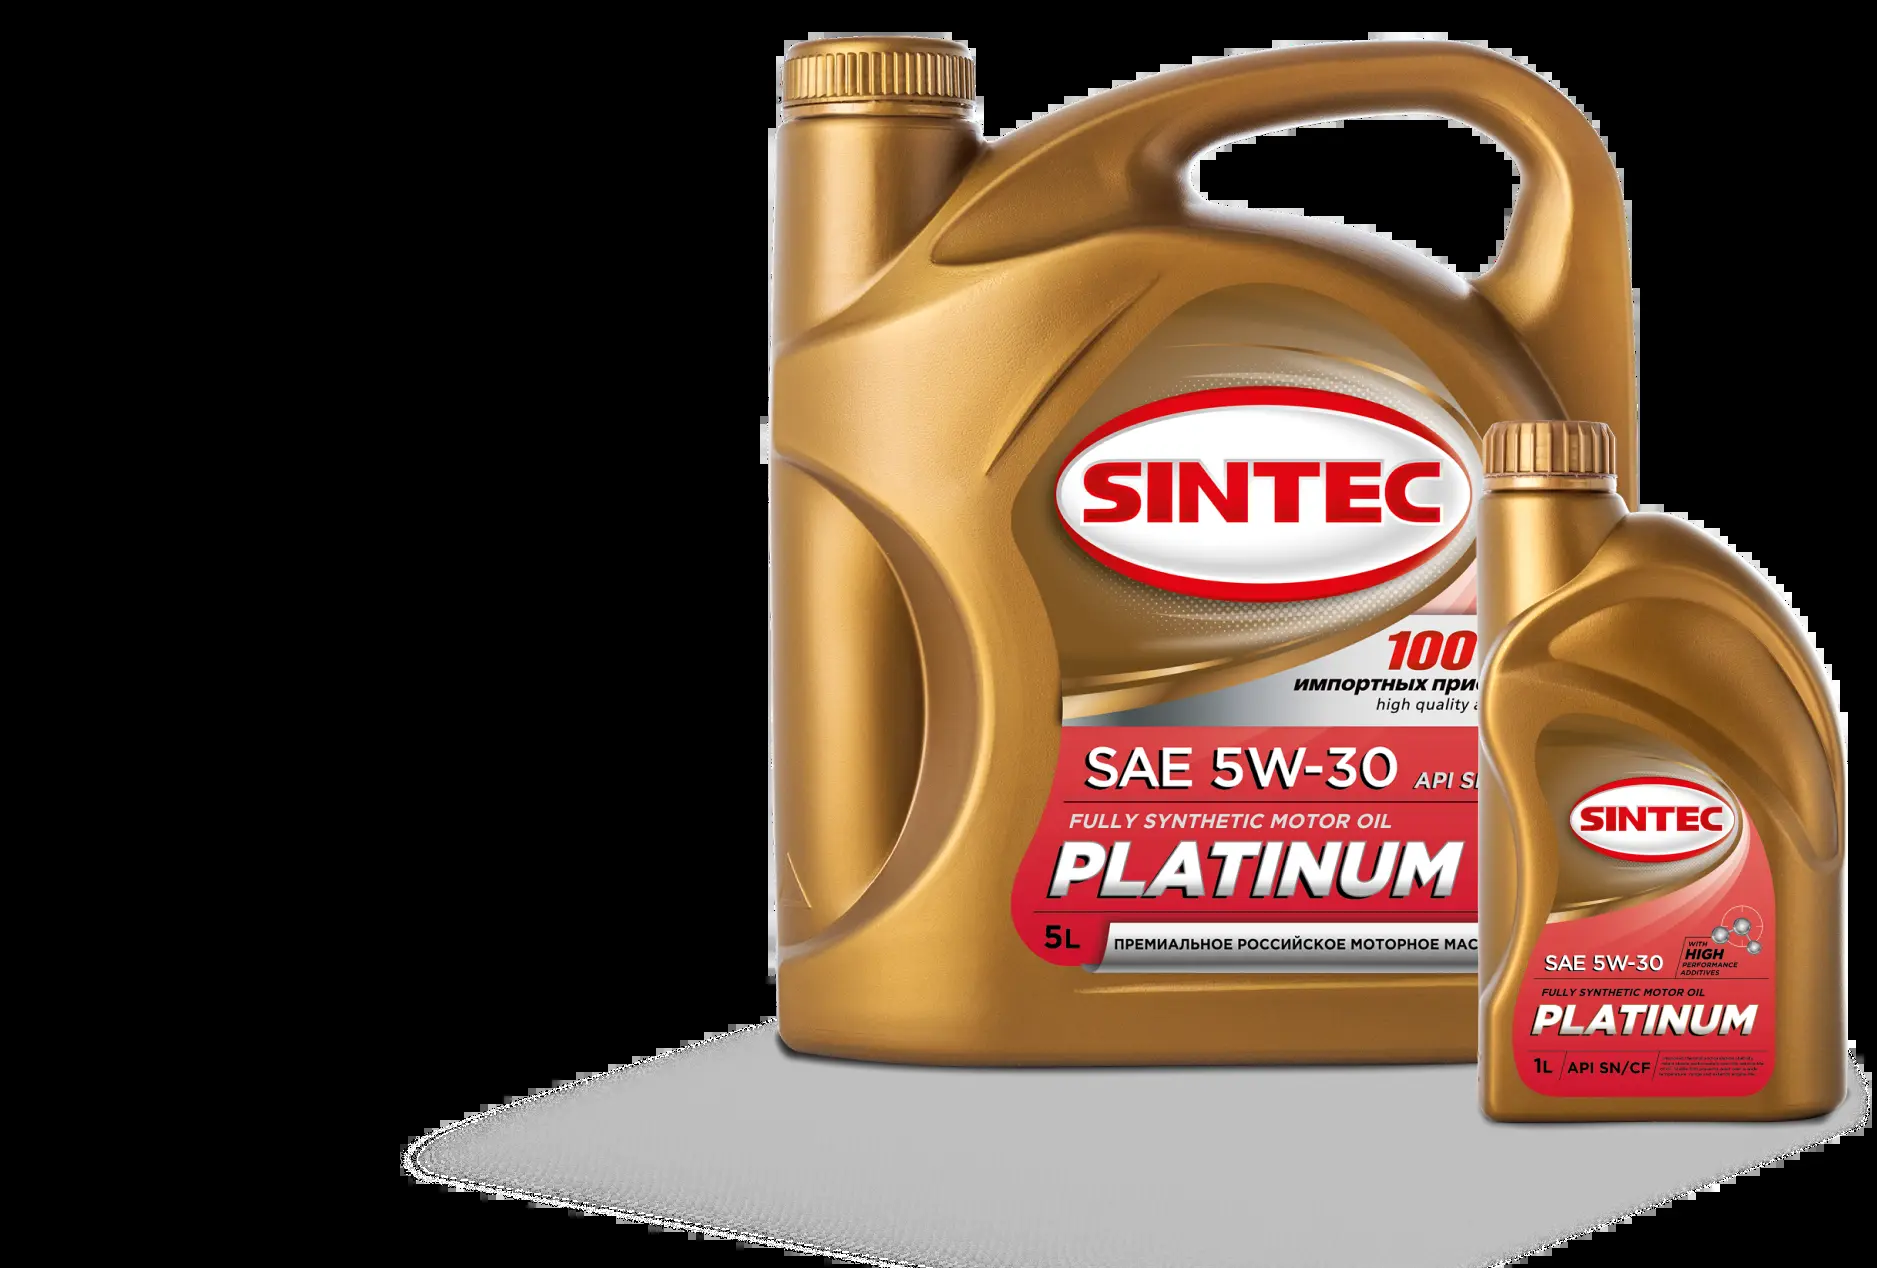 SINTEC
100
импортных
high quality
SAE 5W-30 API
FULLY SYNTHETIC MOTOR OIL
PLATINUM
5L
ПРЕМИАЛЬНОЕ РОССИЙСКОЕ МОТОРНОЕ МАС
SINTEC
WITH
HIGH
PERFORMANCE
ADDITIVES
SAE 5W-30
FULLY SYNTHETIC MOTOR OIL
PLATINUM
1L API SN/CF